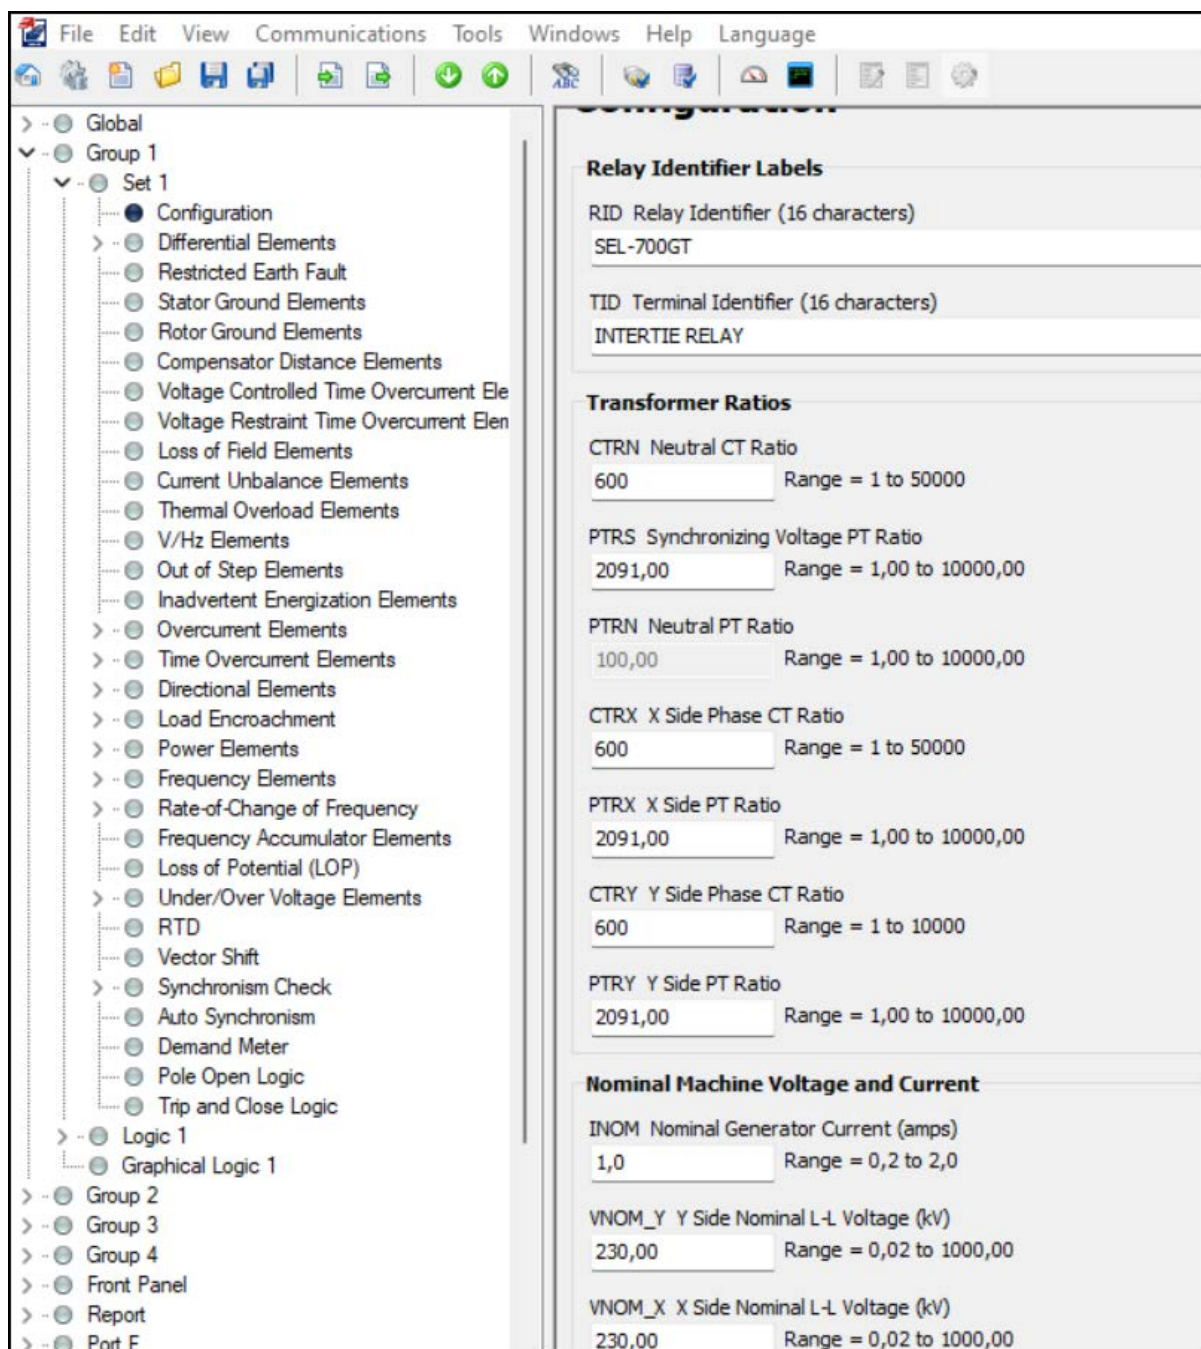 File Edit View Communications Tools Windows Help Language
Global
Group 1
Set 1
Configuration
Differential Elements
Restricted Earth Fault
Stator Ground Elements
Rotor Ground Elements
Compensator Distance Elements
Voltage Controlled Time Overcurrent Ele
Voltage Restraint Time Overcurrent Elem
Loss of Field Elements
Current Unbalance Elements
Thermal Overload Elements
V/Hz Elements
Out of Step Elements
Inadvertent Energization Elements
Overcurrent Elements
Time Overcurrent Elements
Directional Elements
Load Encroachment
Power Elements
Frequency Elements
Rate-of-Change of Frequency
Frequency Accumulator Elements
Loss of Potential (LOP)
Under/Over Voltage Elements
RTD
Vector Shift
Synchronism Check
Auto Synchronism
Demand Meter
Pole Open Logic
Trip and Close Logic
Logic 1
Graphical Logic 1
Group 2
Group 3
Group 4
Front Panel
Report
Port F
Configuration
Relay Identifier Labels
RID Relay Identifier (16 characters)
SEL-700GT
TID Terminal Identifier (16 characters)
INTERTIE RELAY
Transformer Ratios
CTRN Neutral CT Ratio
600 Range = 1 to 50000
PTRS Synchronizing Voltage PT Ratio
2091,00 Range = 1,00 to 10000,00
PTRN Neutral PT Ratio
100,00 Range = 1,00 to 10000,00
CTRX X Side Phase CT Ratio
600 Range = 1 to 50000
PTRX X Side PT Ratio
2091,00 Range = 1,00 to 10000,00
CTRY Y Side Phase CT Ratio
600 Range = 1 to 10000
PTRY Y Side PT Ratio
2091,00 Range = 1,00 to 10000,00
Nominal Machine Voltage and Current
INOM Nominal Generator Current (amps)
1,0 Range = 0,2 to 2,0
VNOM_Y Y Side Nominal L-L Voltage (kV)
230,00 Range = 0,02 to 1000,00
VNOM_X X Side Nominal L-L Voltage (kV)
230,00 Range = 0,02 to 1000,00